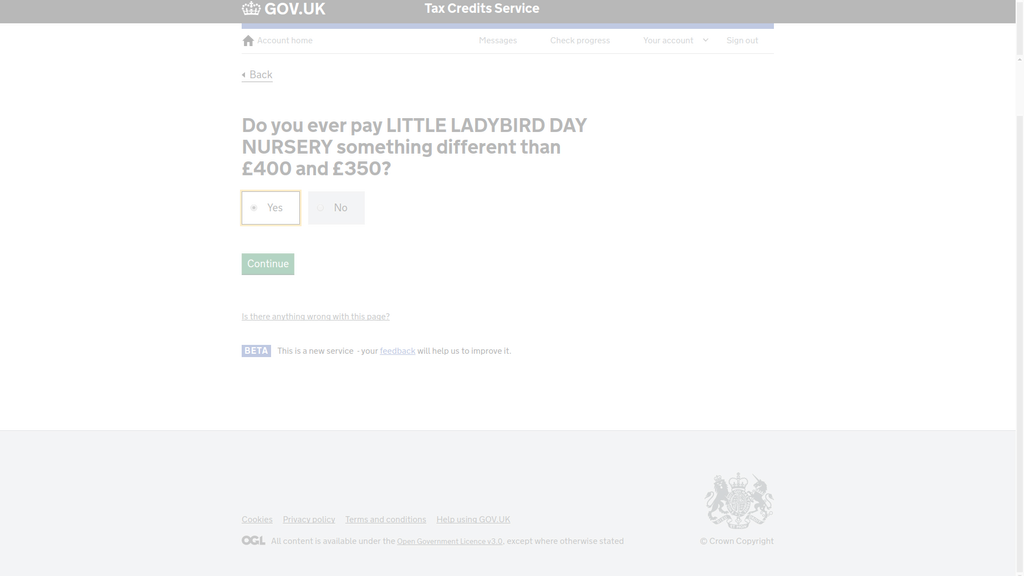 GOV.UK
Tax Credits Service
Account home
Messages
Check progress
Your account
Sign out
Back
Do you ever pay LITTLE LADYBIRD DAY
NURSERY something different than
£400 and £350?
Yes
No
Continue
Is there anything wrong with this page?
BETA This is a new service - your feedback will help us to improve it.
Cookies
Privacy policy
Terms and conditions
Help using GOV.UK
OGL All content is available under the Open Government Licence v3.0, except where otherwise stated
© Crown Copyright